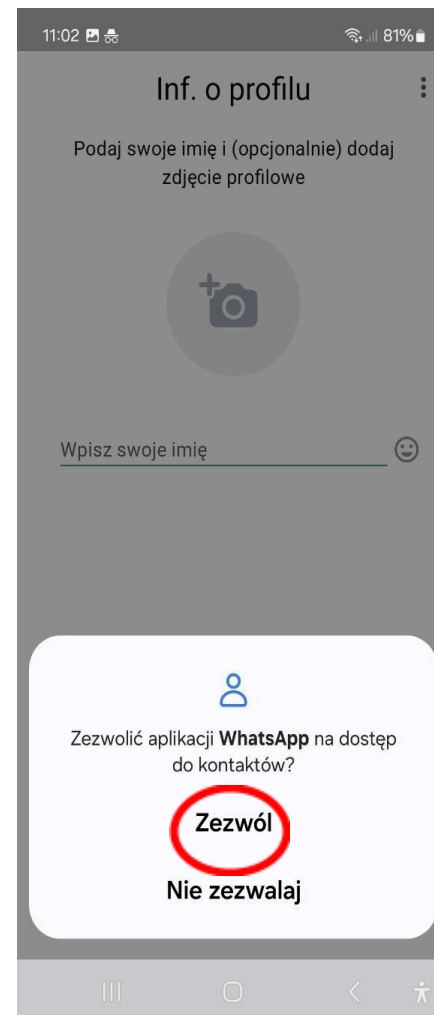 11:02 81%
Inf. o profilu
Podaj swoje imię i (opcjonalnie) dodaj
zdjęcie profilowe
Wpisz swoje imię
Zezwolić aplikacji WhatsApp na dostęp
do kontaktów?
Zezwól
Nie zezwalaj